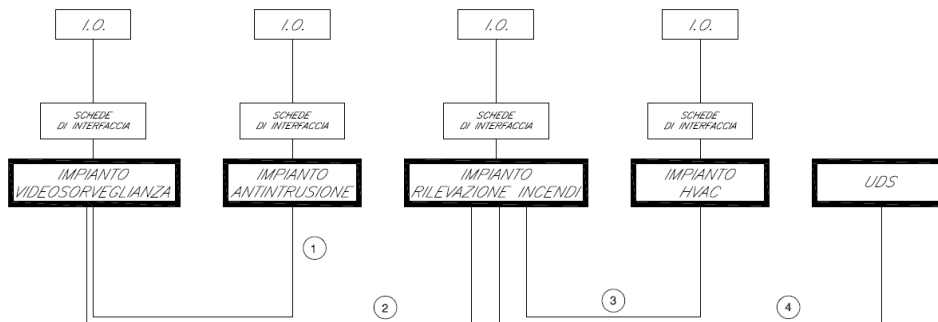 I.O.
I.O.
I.O.
I.O.
SCHEDE
DI INTERFACCIA
SCHEDE
DI INTERFACCIA
SCHEDE
DI INTERFACCIA
SCHEDE
DI INTERFACCIA
IMPIANTO
VIDEOSORVEGLIANZA
IMPIANTO
ANTINTRUSIONE
IMPIANTO
RILEVAZIONE INCENDI
IMPIANTO
HVAC
UDS
1
2
3
4